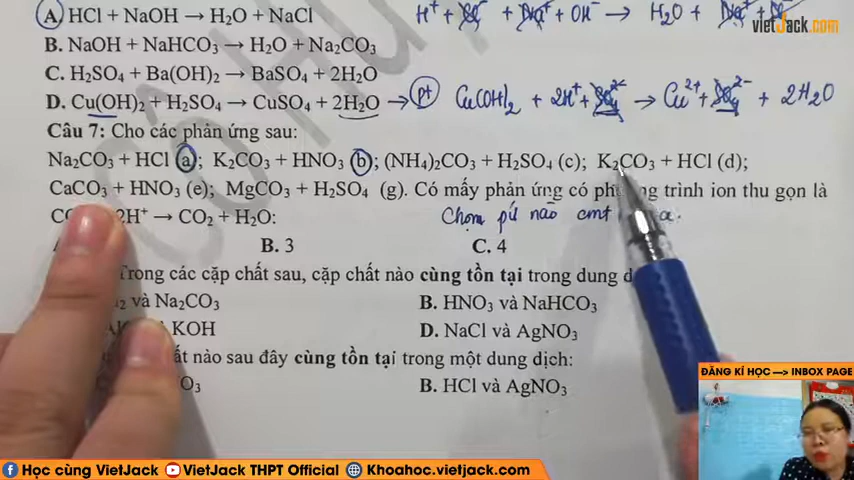 A. HCl + NaOH → H₂O + NaCl
H⁺ + Cl⁻ + Na⁺ + OH⁻ → H₂O + Na⁺ +
vietJack.com
B. NaOH + NaHCO₃ → H₂O + Na₂CO₃
C. H₂SO₄ + Ba(OH)₂ → BaSO₄ + 2H₂O
D. Cu(OH)₂ + H₂SO₄ → CuSO₄ + 2H₂O → Cu(OH)₂ + 2H⁺ + SO₄²⁻ → Cu²⁺ + SO₄²⁻ + 2H₂O
Câu 7: Cho các phản ứng sau:
Na₂CO₃ + HCl (a); K₂CO₃ + HNO₃ (b); (NH₄)₂CO₃ + H₂SO₄ (c); K₂CO₃ + HCl (d);
CaCO₃ + HNO₃ (e); MgCO₃ + H₂SO₄ (g). Có mấy phản ứng có trình ion thu gọn là
2H⁺ → CO₂ + H₂O:
Chọn pứ nào
B. 3
C. 4
Trong các cặp chất sau, cặp chất nào cùng tồn tại trong dung
và Na₂CO₃
B. HNO₃ và NaHCO₃
KOH
D. NaCl và AgNO₃
nào sau đây cùng tồn tại trong một dung dịch:
B. HCl và AgNO₃
ĐĂNG KÍ HỌC —> INBOX PAGE
Học cùng VietJack VietJack THPT Official Khoahoc.vietjack.com